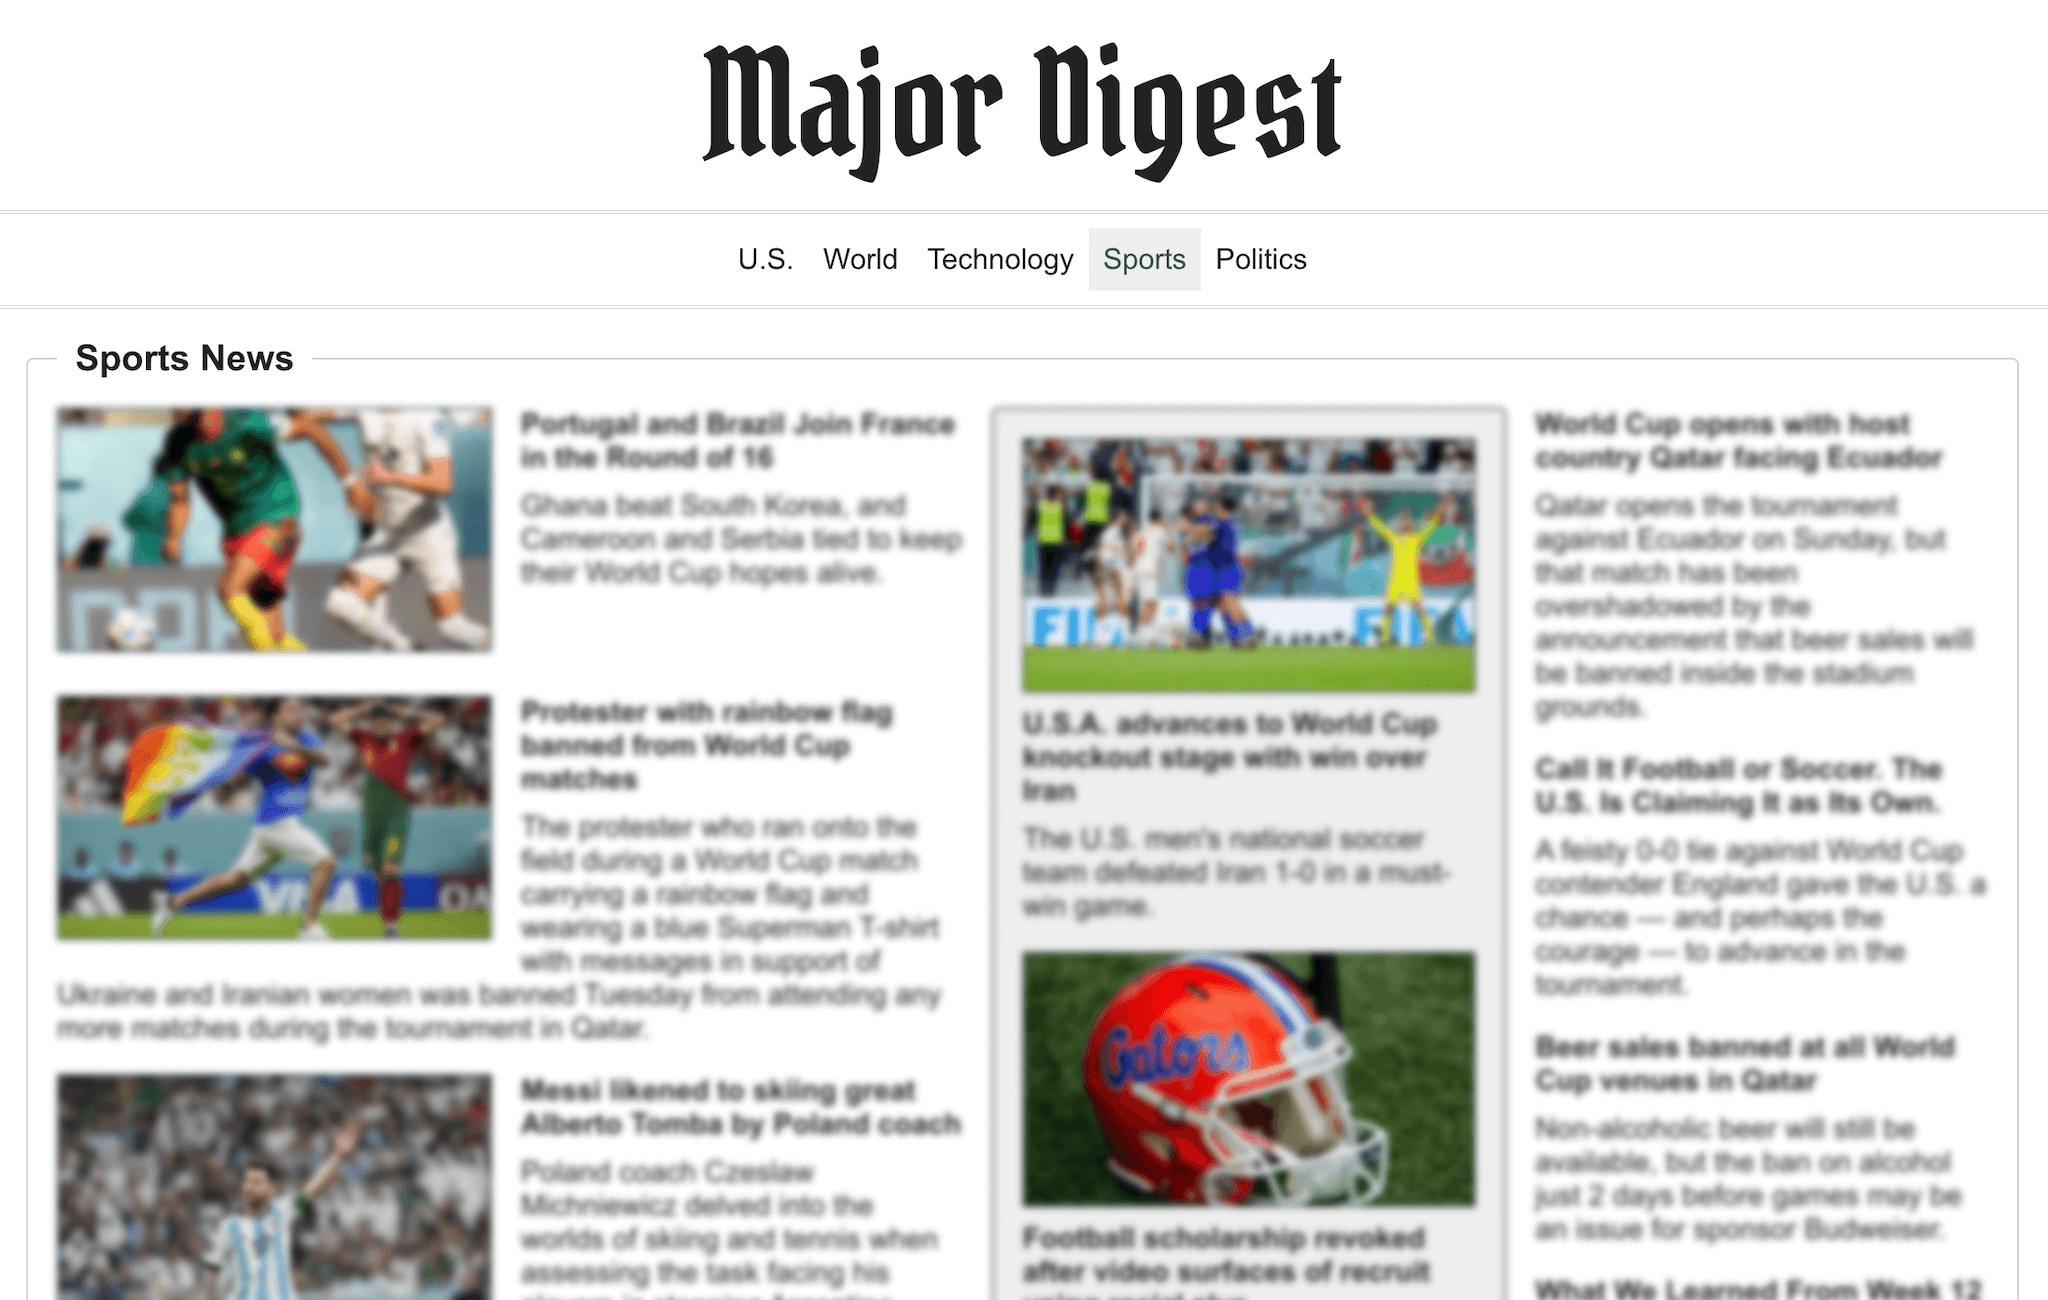 Major Digest
U.S. World Technology Sports Politics
Sports News
Portugal and Brazil Join France
in the Round of 16
Ghana beat South Korea, and
Cameroon and Serbia tied to keep
their World Cup hopes alive.
Protester with rainbow flag
banned from World Cup
matches
The protester who ran onto the
field during a World Cup match
carrying a rainbow flag and
wearing a blue Superman T-shirt
with messages in support of
Ukraine and Iranian women was banned Tuesday from attending any
more matches during the tournament in Qatar.
VISA
Messi likened to skiing great
Alberto Tomba by Poland coach
Poland coach Czeslaw
Michniewicz delved into the
worlds of skiing and tennis when
assessing the task facing his
FIFA
U.S.A. advances to World Cup
knockout stage with win over
Iran
The U.S. men's national soccer
team defeated Iran 1-0 in a must-
win game.
Gators
Football scholarship revoked
after video surfaces of recruit
World Cup opens with host
country Qatar facing Ecuador
Qatar opens the tournament
against Ecuador on Sunday, but
that match has been
overshadowed by the
announcement that beer sales will
be banned inside the stadium
grounds.
Call It Football or Soccer. The
U.S. Is Claiming It as Its Own.
A feisty 0-0 tie against World Cup
contender England gave the U.S. a
chance — and perhaps the
courage — to advance in the
tournament.
Beer sales banned at all World
Cup venues in Qatar
Non-alcoholic beer will still be
available, but the ban on alcohol
just 2 days before games may be
an issue for sponsor Budweiser.
What We Learned From Week 12